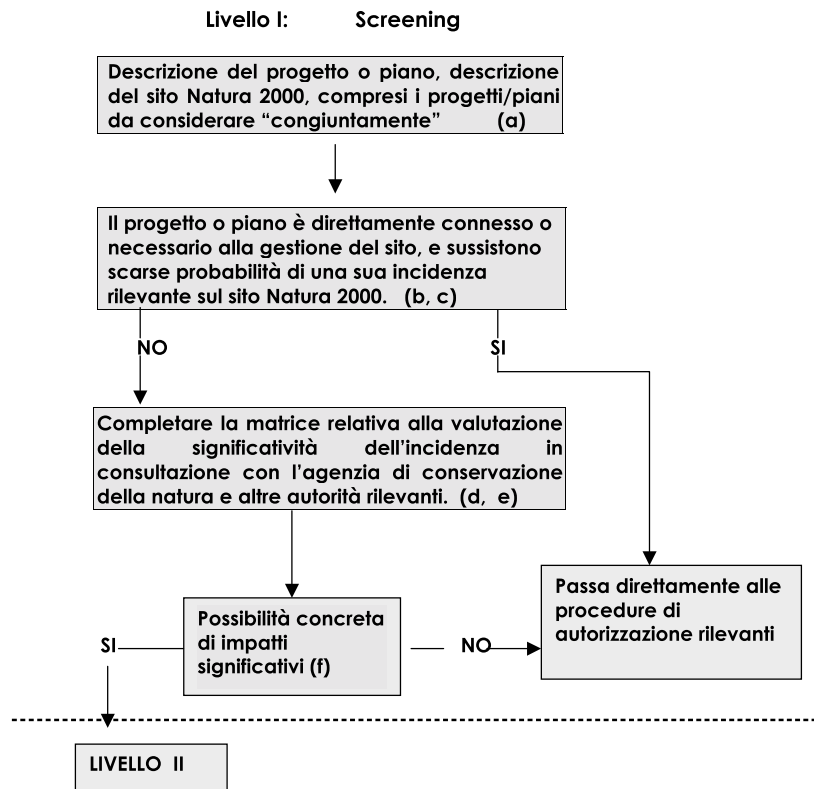 Livello I: Screening
Descrizione del progetto o piano, descrizione
del sito Natura 2000, compresi i progetti/piani
da considerare “congiuntamente” (a)
Il progetto o piano è direttamente connesso o
necessario alla gestione del sito, e sussistono
scarse probabilità di una sua incidenza
rilevante sul sito Natura 2000. (b, c)
NO
SI
Completare la matrice relativa alla valutazione
della significatività dell’incidenza in
consultazione con l’agenzia di conservazione
della natura e altre autorità rilevanti. (d, e)
Passa direttamente alle
procedure di
autorizzazione rilevanti
Possibilità concreta
di impatti
significativi (f)
SI
NO
LIVELLO II